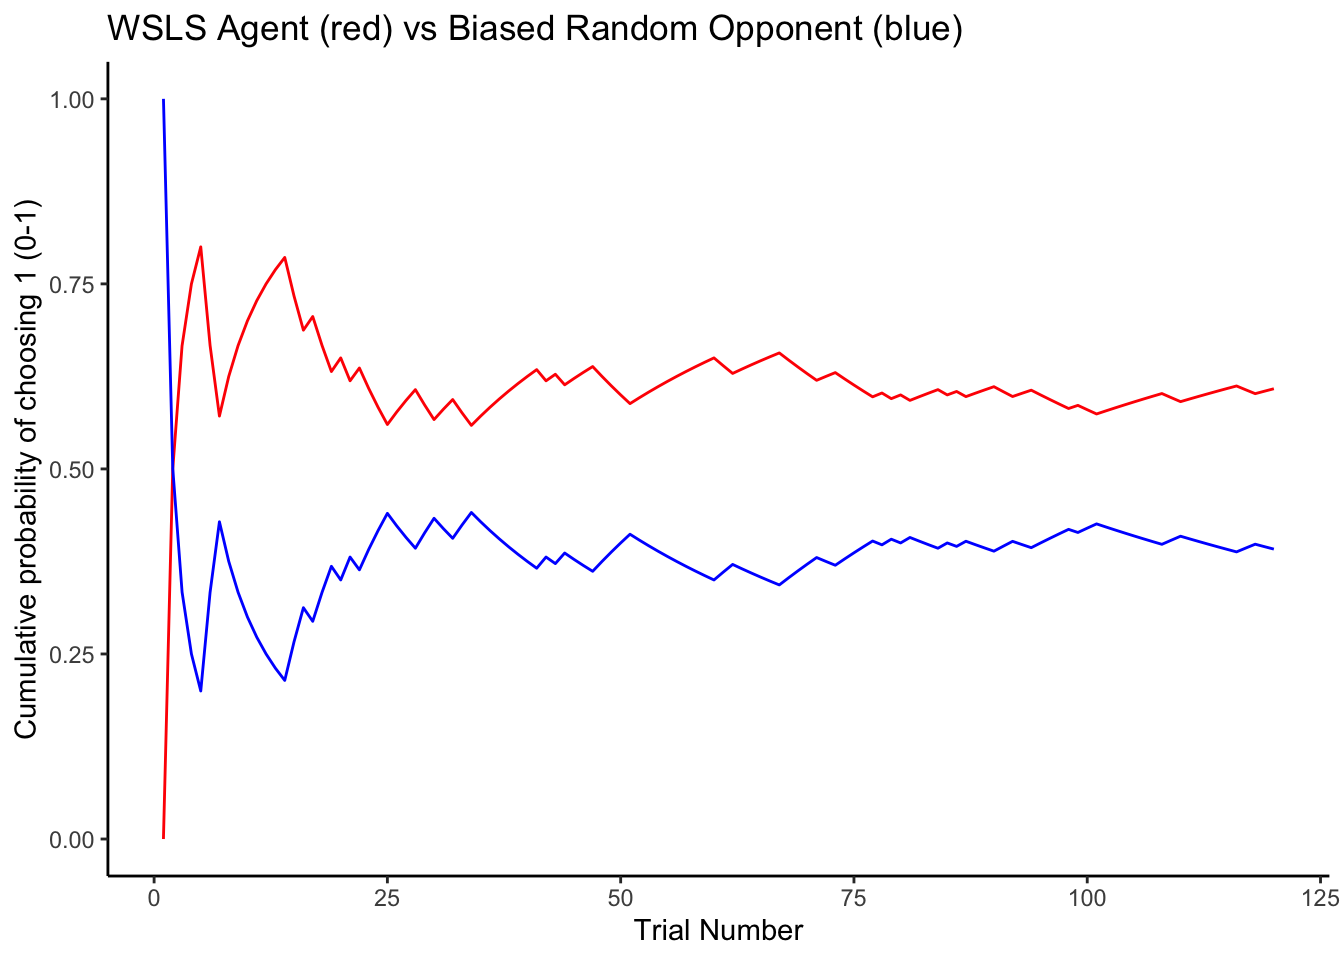 WSLS Agent (red) vs Biased Random Opponent (blue)
Cumulative probability of choosing 1 (0-1)
1.00
0.75
0.50
0.25
0.00
0 25 50 75 100 125
Trial Number